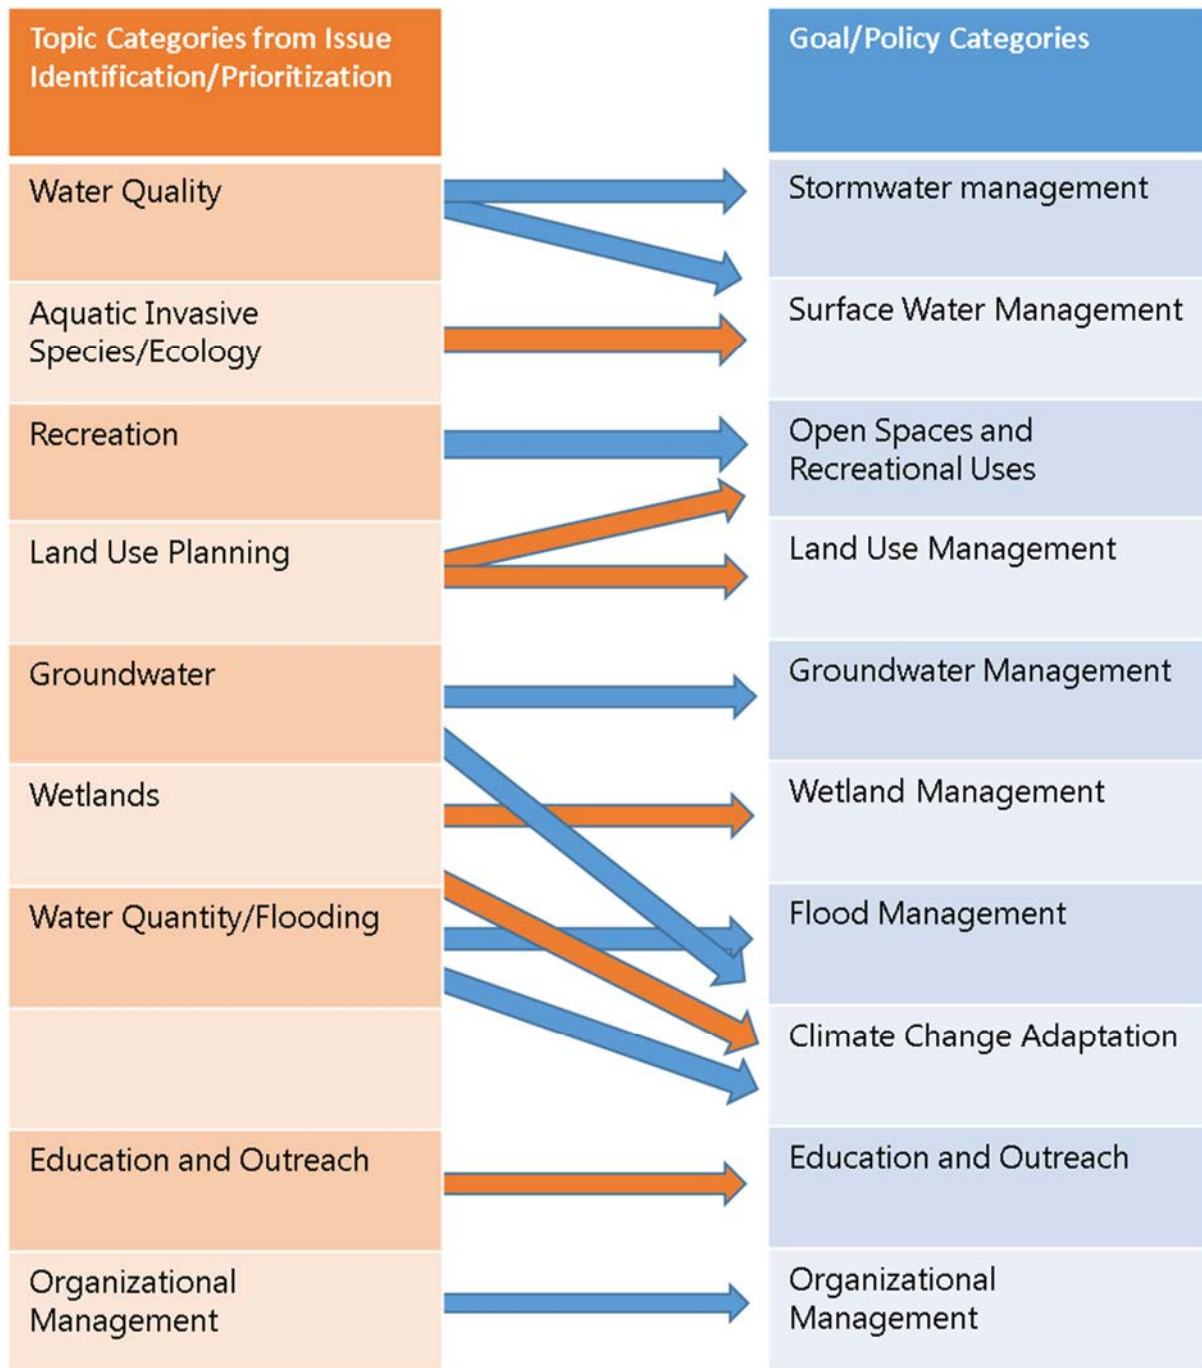 Topic Categories from Issue
Identification/Prioritization
Goal/Policy Categories
Water Quality
Stormwater management
Aquatic Invasive
Species/Ecology
Surface Water Management
Recreation
Open Spaces and
Recreational Uses
Land Use Planning
Land Use Management
Groundwater
Groundwater Management
Wetlands
Wetland Management
Water Quantity/Flooding
Flood Management
Climate Change Adaptation
Education and Outreach
Education and Outreach
Organizational
Management
Organizational
Management